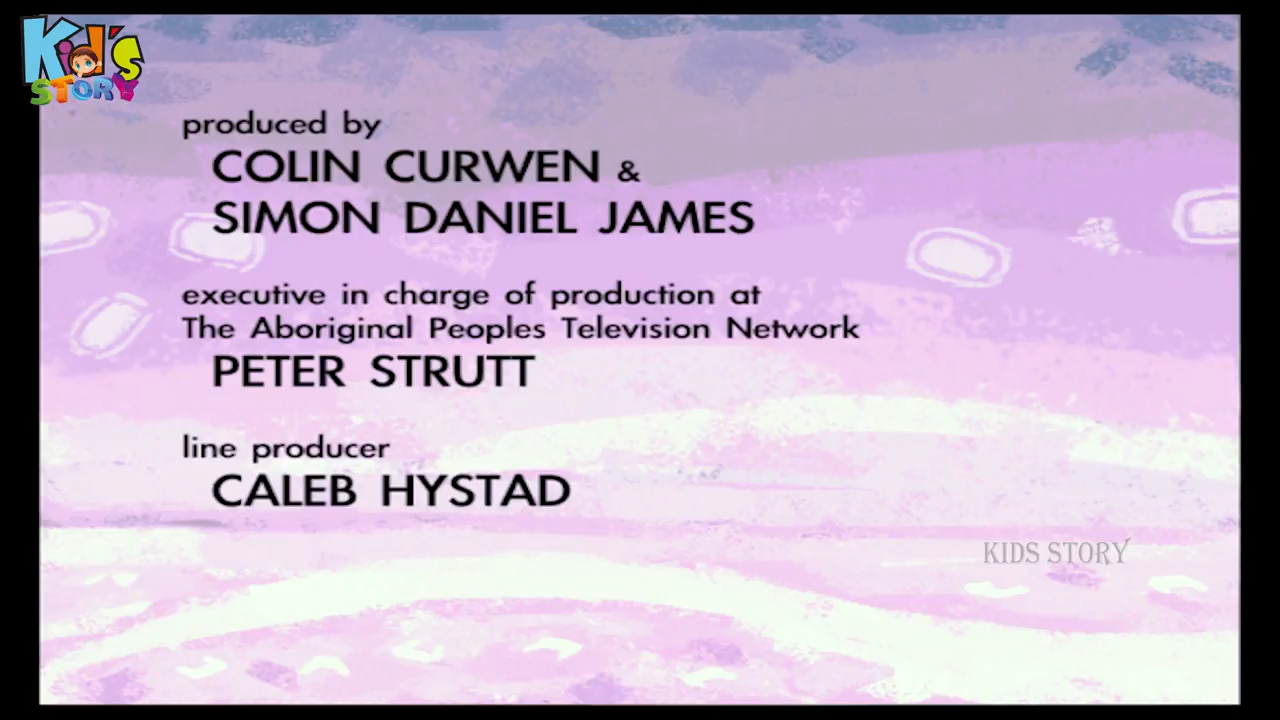 Kid's
STORY
produced by
COLIN CURWEN &
SIMON DANIEL JAMES
executive in charge of production at
The Aboriginal Peoples Television Network
PETER STRUTT
line producer
CALEB HYSTAD
KIDS STORY